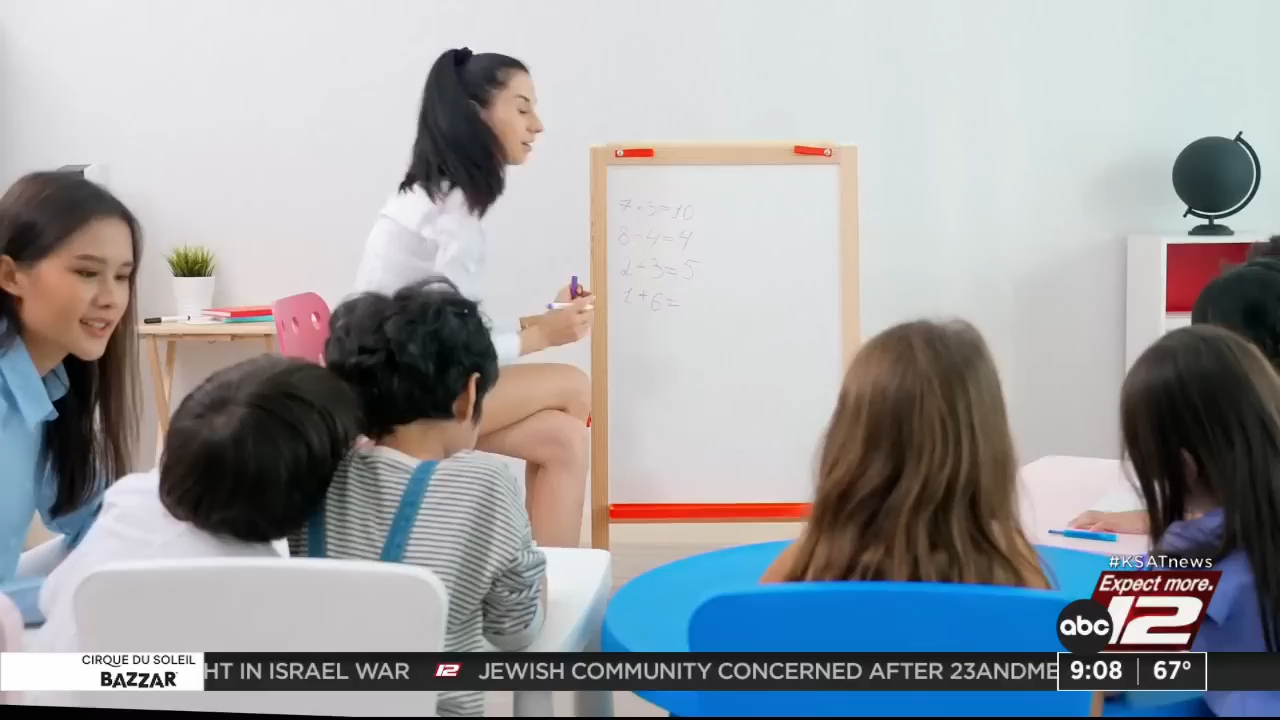 7+3=10
8-4=4
2+3=5
1+6=
#KSATnews
Expect more.
abc 12
CIRQUE DU SOLEIL
BAZZAR
HT IN ISRAEL WAR 12 JEWISH COMMUNITY CONCERNED AFTER 23ANDME
9:08 67°